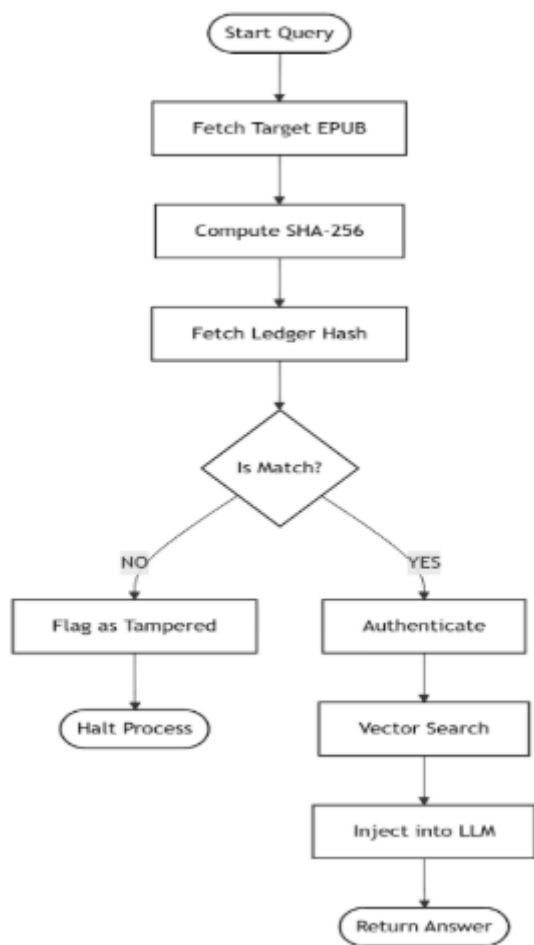 Start Query
Fetch Target EPUB
Compute SHA-256
Fetch Ledger Hash
Is Match?
NO
YES
Flag as Tampered
Authenticate
Halt Process
Vector Search
Inject into LLM
Return Answer